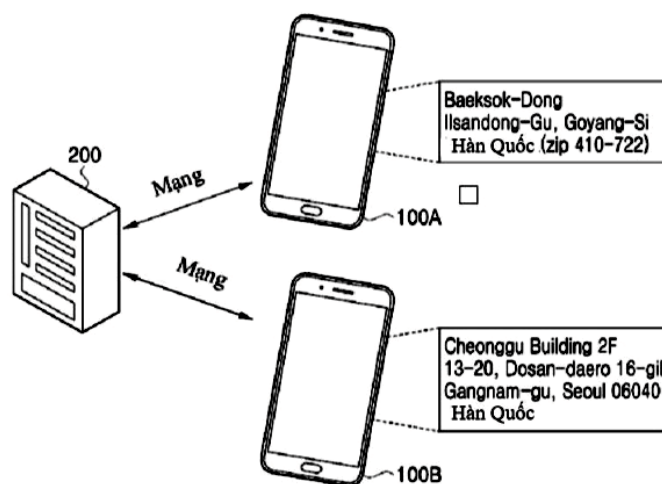 200
Mạng
Mạng
100A
Baeksok-Dong
Ilsandong-Gu, Goyang-Si
Hàn Quốc (zip 410-722)
100B
Cheonggu Building 2F
13-20, Dosan-daero 16-gil
Gangnam-gu, Seoul 06040
Hàn Quốc